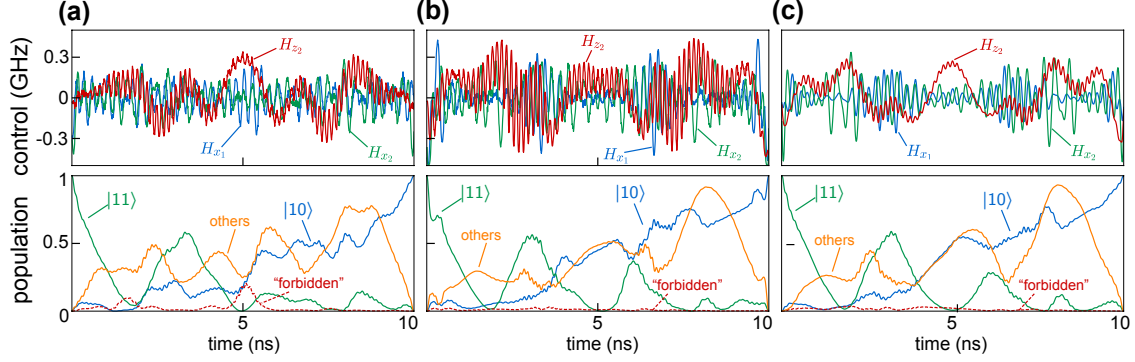 (a) (b) (c)
control (GHz)
0.3
0
-0.3
H_{z_2}
H_{x_1}
H_{x_2}
H_{z_2}
H_{x_1}
H_{x_2}
H_{z_2}
H_{x_1}
H_{x_2}
population
1
0.5
0
|11⟩
others
|10⟩
"forbidden"
5
10
time (ns)
|11⟩
others
|10⟩
"forbidden"
0
5
10
time (ns)
|11⟩
others
|10⟩
"forbidden"
0
5
10
time (ns)